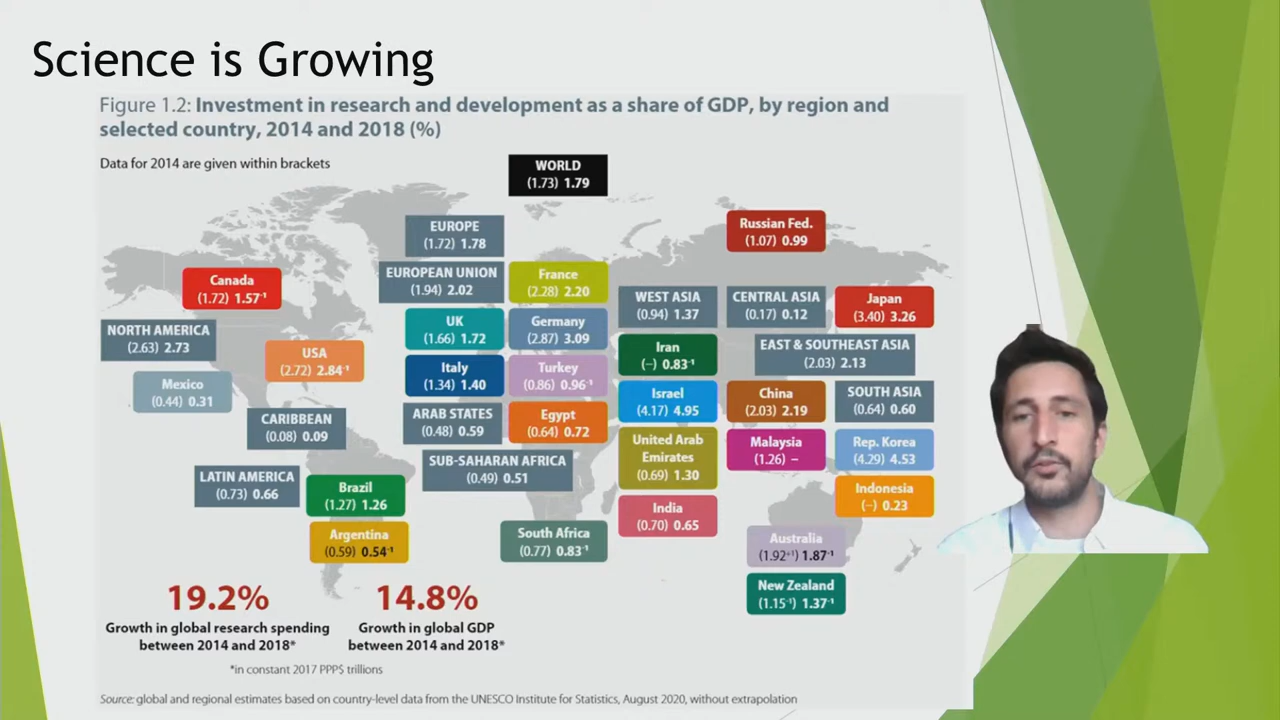 Science is Growing
Figure 1.2: Investment in research and development as a share of GDP, by region and
selected country, 2014 and 2018 (%)
Data for 2014 are given within brackets
WORLD
(1.73) 1.79
EUROPE
(1.72) 1.78
Russian Fed.
(1.07) 0.99
Canada
(1.72) 1.57⁻¹
EUROPEAN UNION
(1.94) 2.02
France
(2.28) 2.20
WEST ASIA
(0.94) 1.37
CENTRAL ASIA
(0.17) 0.12
Japan
(3.40) 3.26
NORTH AMERICA
(2.63) 2.73
USA
(2.72) 2.84⁻¹
UK
(1.66) 1.72
Germany
(2.87) 3.09
Iran
(−) 0.83⁻¹
EAST & SOUTHEAST ASIA
(2.03) 2.13
Mexico
(0.44) 0.31
Italy
(1.34) 1.40
Turkey
(0.86) 0.96⁻¹
Israel
(4.17) 4.95
China
(2.03) 2.19
SOUTH ASIA
(0.64) 0.60
CARIBBEAN
(0.08) 0.09
ARAB STATES
(0.48) 0.59
Egypt
(0.64) 0.72
United Arab
Emirates
(0.69) 1.30
Malaysia
(1.26) −
Rep. Korea
(4.29) 4.53
LATIN AMERICA
(0.73) 0.66
Brazil
(1.27) 1.26
SUB-SAHARAN AFRICA
(0.49) 0.51
India
(0.70) 0.65
Indonesia
(−) 0.23
Argentina
(0.59) 0.54⁻¹
South Africa
(0.77) 0.83⁻¹
Australia
(1.92⁺¹) 1.87⁻¹
New Zealand
(1.15⁻¹) 1.37⁻¹
19.2%
Growth in global research spending
between 2014 and 2018*
14.8%
Growth in global GDP
between 2014 and 2018*
*in constant 2017 PPP$ trillions
Source: global and regional estimates based on country-level data from the UNESCO Institute for Statistics, August 2020, without extrapolation